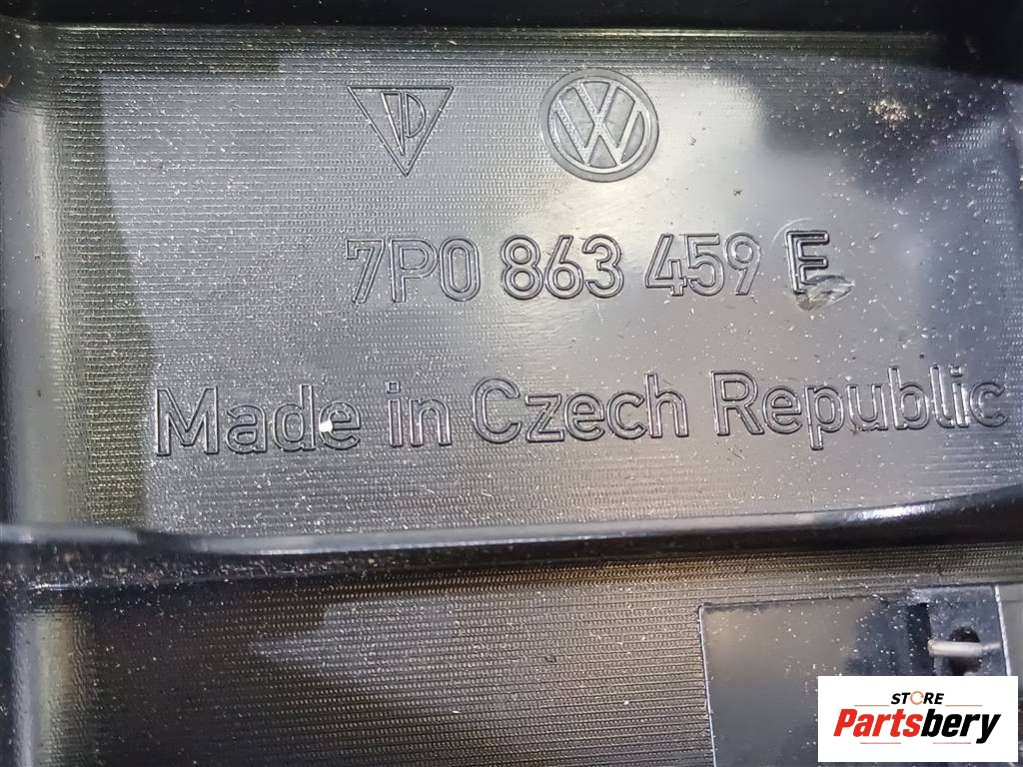 7P0 863 459 E
Made in Czech Republic
STORE
Partsbery